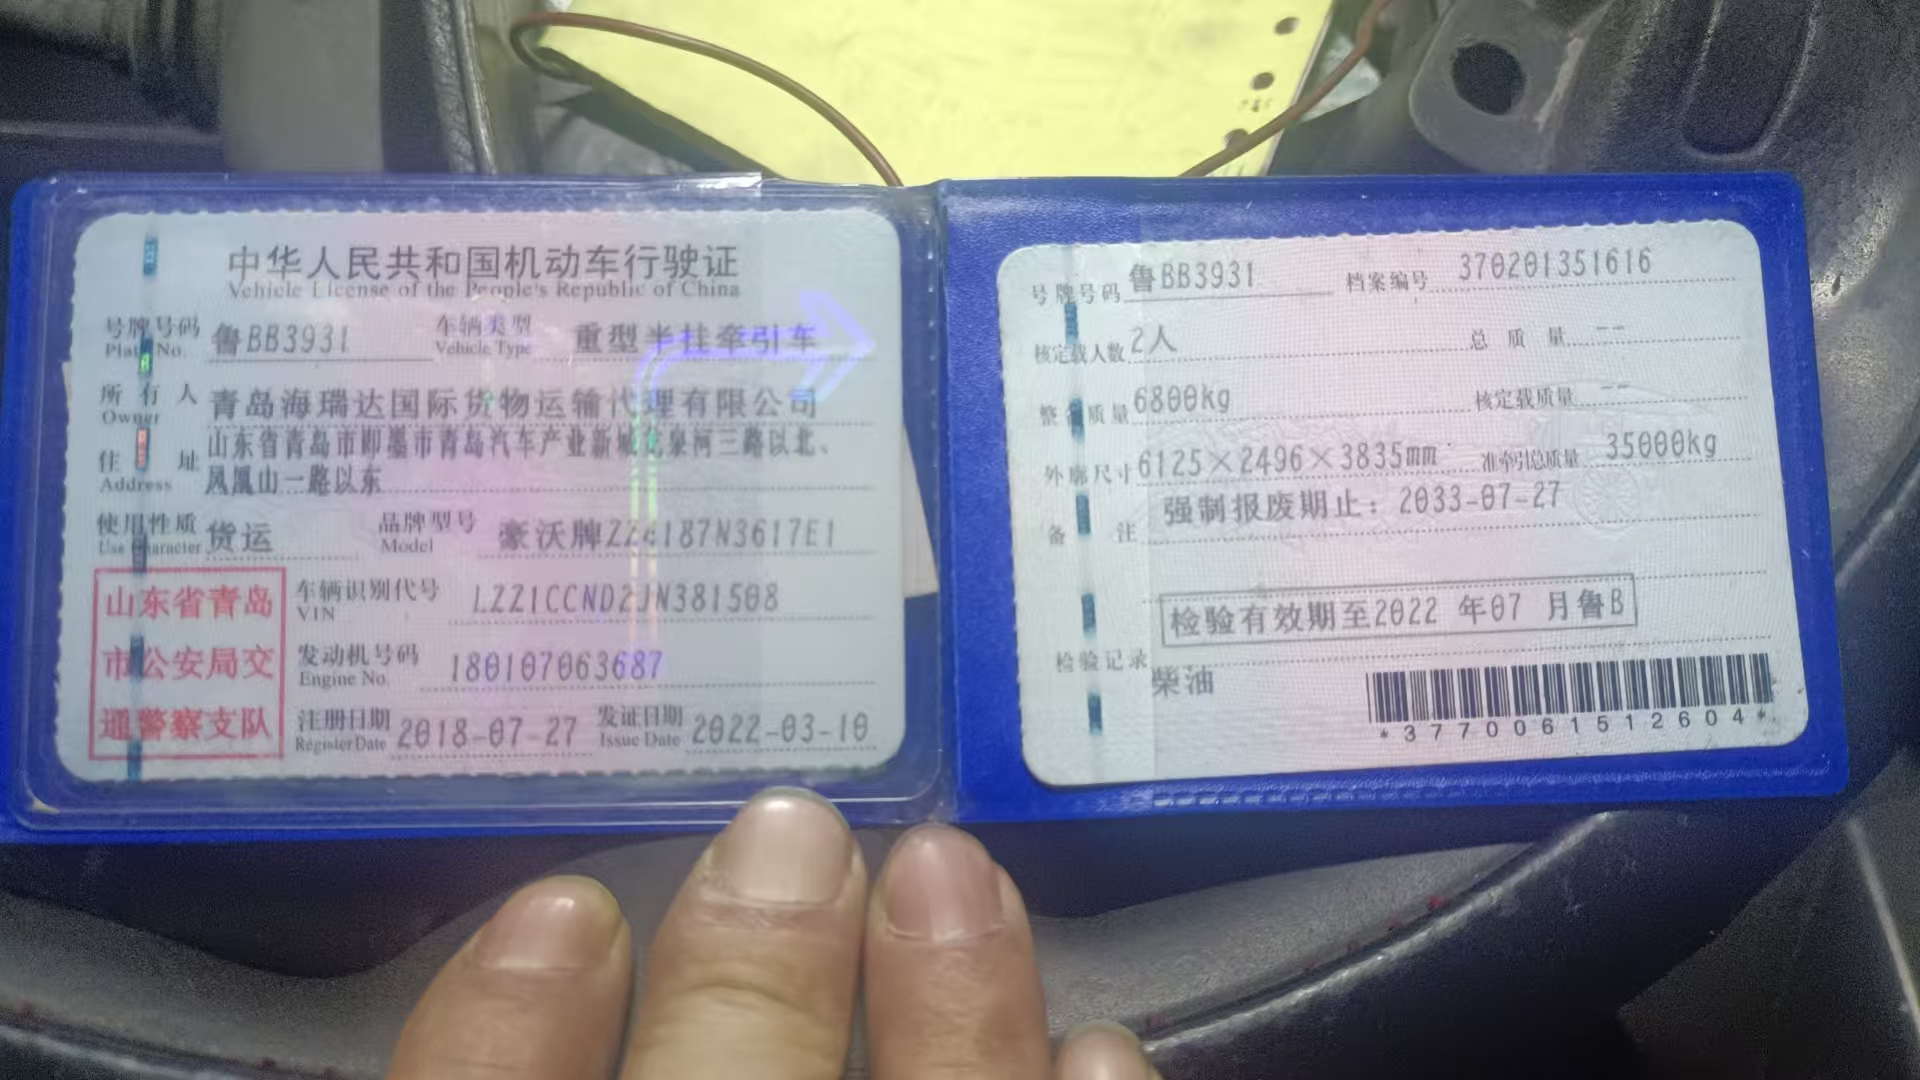 中华人民共和国机动车行驶证
Vehicle License of the People's Republic of China
号牌号码 鲁BB3931 车辆类型 重型半挂牵引车
Plate No. Vehicle Type
所有人 青岛海瑞达国际货物运输代理有限公司
Owner
住址 山东省青岛市即墨市青岛汽车产业新城龙泉河三路以北、
Address 凤凰山一路以东
使用性质 货运 品牌型号 豪沃牌ZZ4187N3617E1
Use Character Model
山东省青岛
市公安局交
通警察支队
车辆识别代号 LZZ1CCND2JN381508
VIN
发动机号码 180107063687
Engine No.
注册日期 2018-07-27 发证日期 2022-03-10
Register Date Issue Date
号牌号码 鲁BB3931 档案编号 370201351616
核定载人数 2人 总质量 --
整备质量 6800kg 核定载质量 --
外廓尺寸 6125×2496×3835mm 准牵引总质量 35000kg
备注 强制报废期止：2033-07-27
检验有效期至2022 年07 月鲁B
检验记录
柴油
*3770061512604*